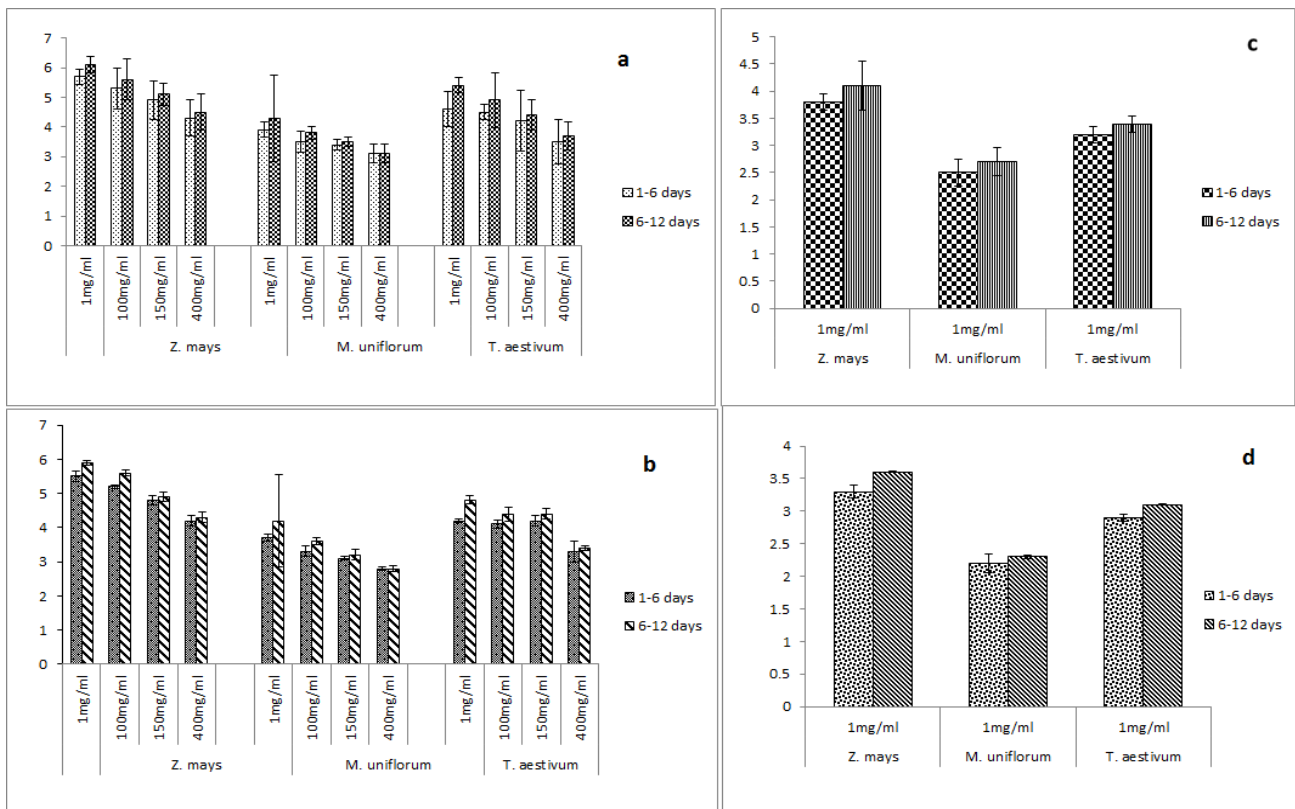 a
7
6
5
4
3
2
1
0
1mg/ml
100mg/ml
150mg/ml
400mg/ml
1mg/ml
100mg/ml
150mg/ml
400mg/ml
1mg/ml
100mg/ml
150mg/ml
400mg/ml
Z. mays
M. uniflorum
T. aestivum
1-6 days
6-12 days
c
5
4.5
4
3.5
3
2.5
2
1.5
1
0.5
0
1mg/ml
1mg/ml
1mg/ml
Z. mays
M. uniflorum
T. aestivum
1-6 days
6-12 days
b
7
6
5
4
3
2
1
0
1mg/ml
100mg/ml
150mg/ml
400mg/ml
1mg/ml
100mg/ml
150mg/ml
400mg/ml
1mg/ml
100mg/ml
150mg/ml
400mg/ml
Z. mays
M. uniflorum
T. aestivum
1-6 days
6-12 days
d
4
3.5
3
2.5
2
1.5
1
0.5
0
1mg/ml
1mg/ml
1mg/ml
Z. mays
M. uniflorum
T. aestivum
1-6 days
6-12 days